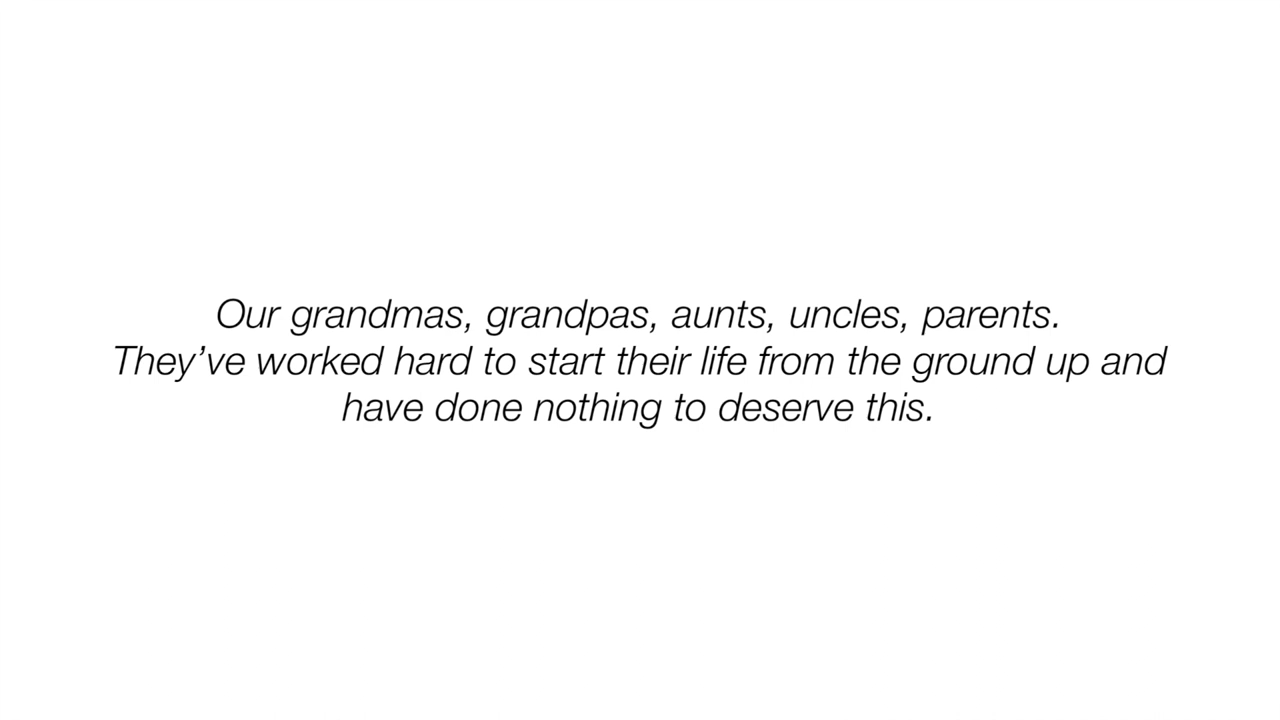 Our grandmas, grandpas, aunts, uncles, parents.
They’ve worked hard to start their life from the ground up and
have done nothing to deserve this.